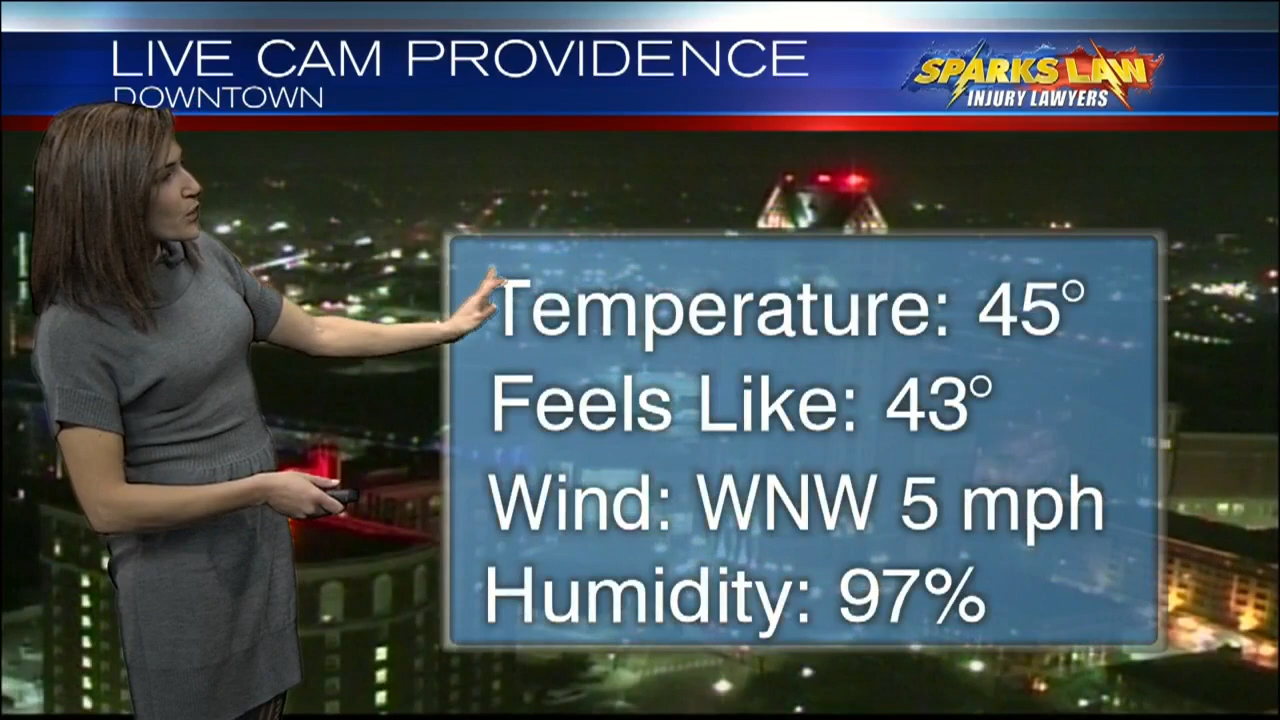 LIVE CAM PROVIDENCE
DOWNTOWN
SPARKS LAW
INJURY LAWYERS
Temperature: 45°
Feels Like: 43°
Wind: WNW 5 mph
Humidity: 97%